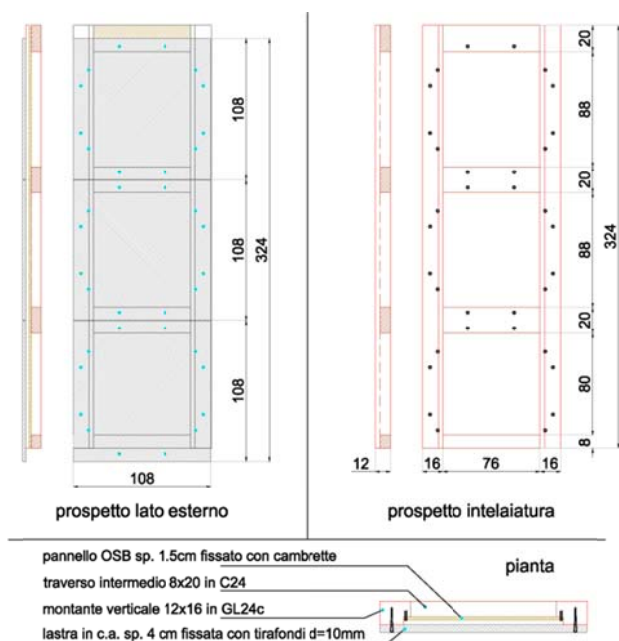 108
108
108
324
108
prospetto lato esterno
20
88
20
88
20
80
8
324
12
16
76
16
prospetto intelaiatura
pannello OSB sp. 1.5cm fissato con cambrette
traverso intermedio 8x20 in C24
montante verticale 12x16 in GL24c
lastra in c.a. sp. 4 cm fissata con tirafondi d=10mm
pianta